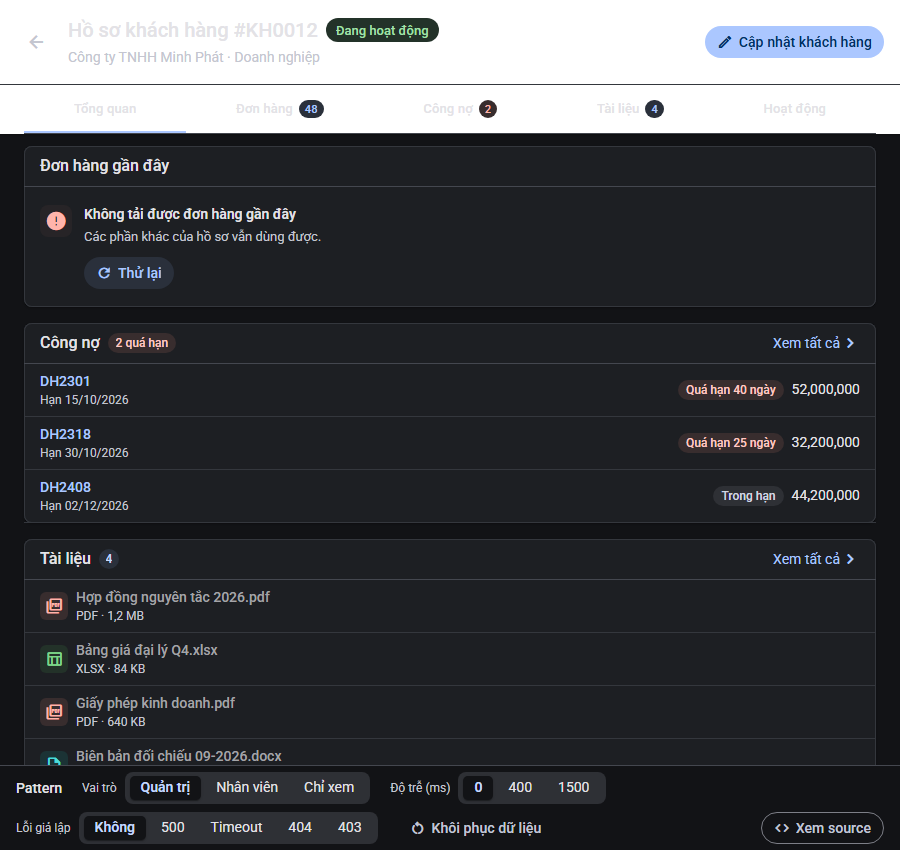 Hồ sơ khách hàng #KH0012 Đang hoạt động
Công ty TNHH Minh Phát · Doanh nghiệp
Cập nhật khách hàng
Tổng quan Đơn hàng 48 Công nợ 2 Tài liệu 4 Hoạt động
Đơn hàng gần đây
Không tải được đơn hàng gần đây
Các phần khác của hồ sơ vẫn dùng được.
Thử lại
Công nợ 2 quá hạn Xem tất cả
DH2301
Hạn 15/10/2026
Quá hạn 40 ngày 52,000,000
DH2318
Hạn 30/10/2026
Quá hạn 25 ngày 32,200,000
DH2408
Hạn 02/12/2026
Trong hạn 44,200,000
Tài liệu 4 Xem tất cả
Hợp đồng nguyên tắc 2026.pdf
PDF · 1,2 MB
Bảng giá đại lý Q4.xlsx
XLSX · 84 KB
Giấy phép kinh doanh.pdf
PDF · 640 KB
Biên bản đối chiếu 09-2026.docx
Pattern Vai trò Quản trị Nhân viên Chỉ xem Độ trễ (ms) 0 400 1500
Lỗi giả lập Không 500 Timeout 404 403 Khôi phục dữ liệu Xem source